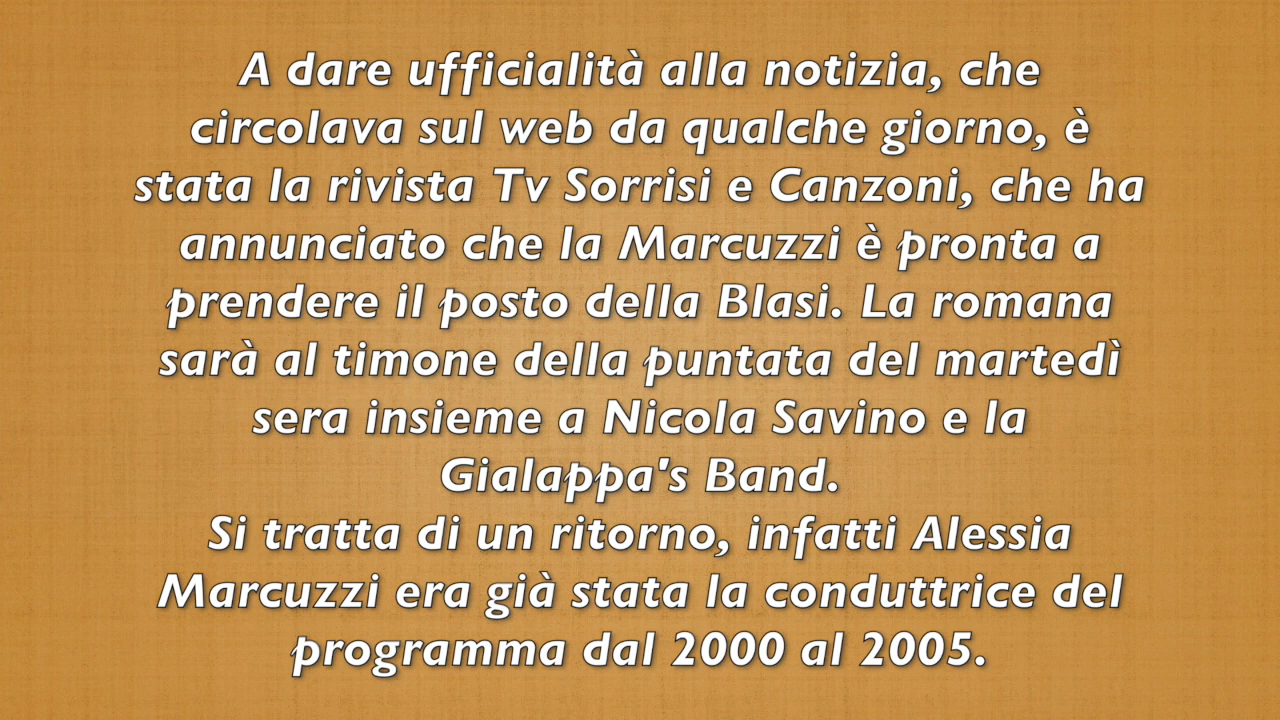 A dare ufficialità alla notizia, che
circolava sul web da qualche giorno, è
stata la rivista Tv Sorrisi e Canzoni, che ha
annunciato che la Marcuzzi è pronta a
prendere il posto della Blasi. La romana
sarà al timone della puntata del martedì
sera insieme a Nicola Savino e la
Gialappa's Band.
Si tratta di un ritorno, infatti Alessia
Marcuzzi era già stata la conduttrice del
programma dal 2000 al 2005.